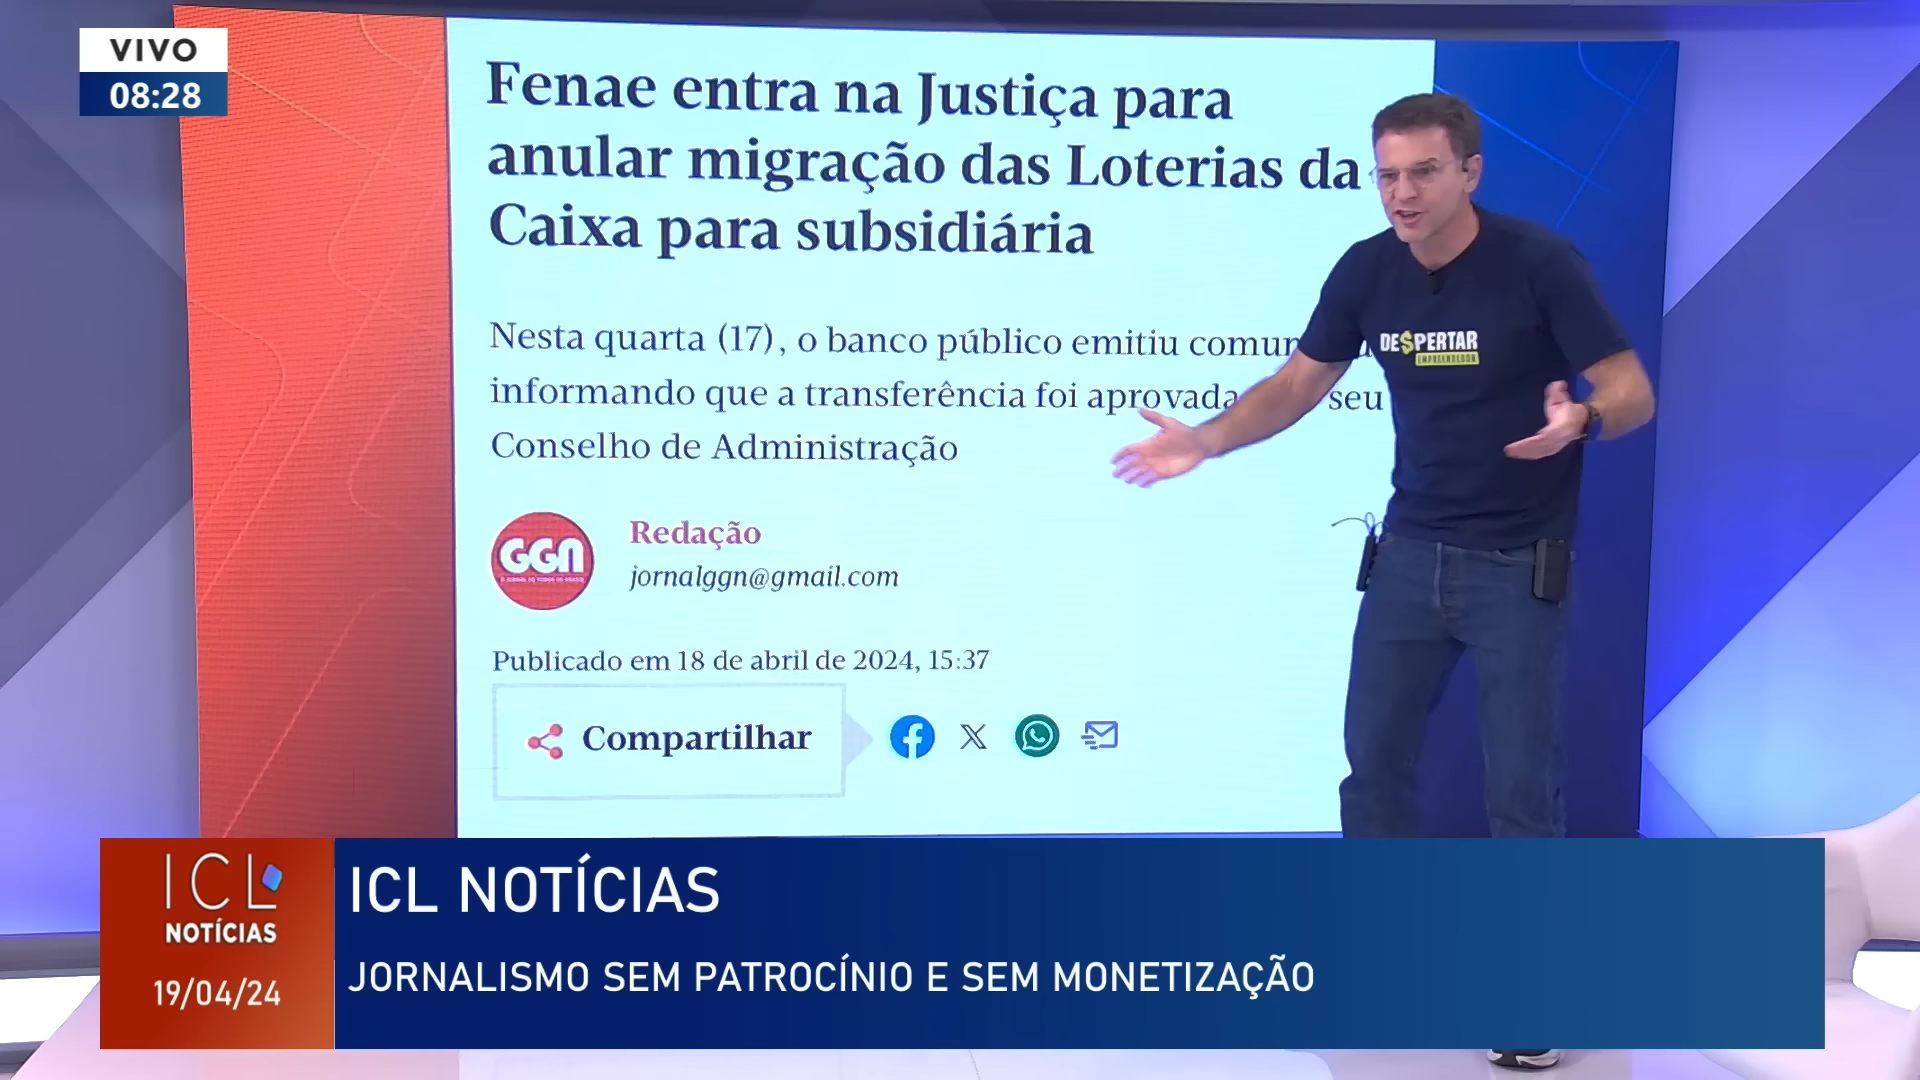 VIVO
08:28
Fenae entra na Justiça para
anular migração das Loterias da
Caixa para subsidiária
Nesta quarta (17), o banco público emitiu
informando que a transferência foi aprovada seu
Conselho de Administração
GGN
Redação
jornalggn@gmail.com
Publicado em 18 de abril de 2024, 15:37
Compartilhar
DE$PERTAR
EMPREENDEDOR
ICL
NOTÍCIAS
19/04/24
ICL NOTÍCIAS
JORNALISMO SEM PATROCÍNIO E SEM MONETIZAÇÃO